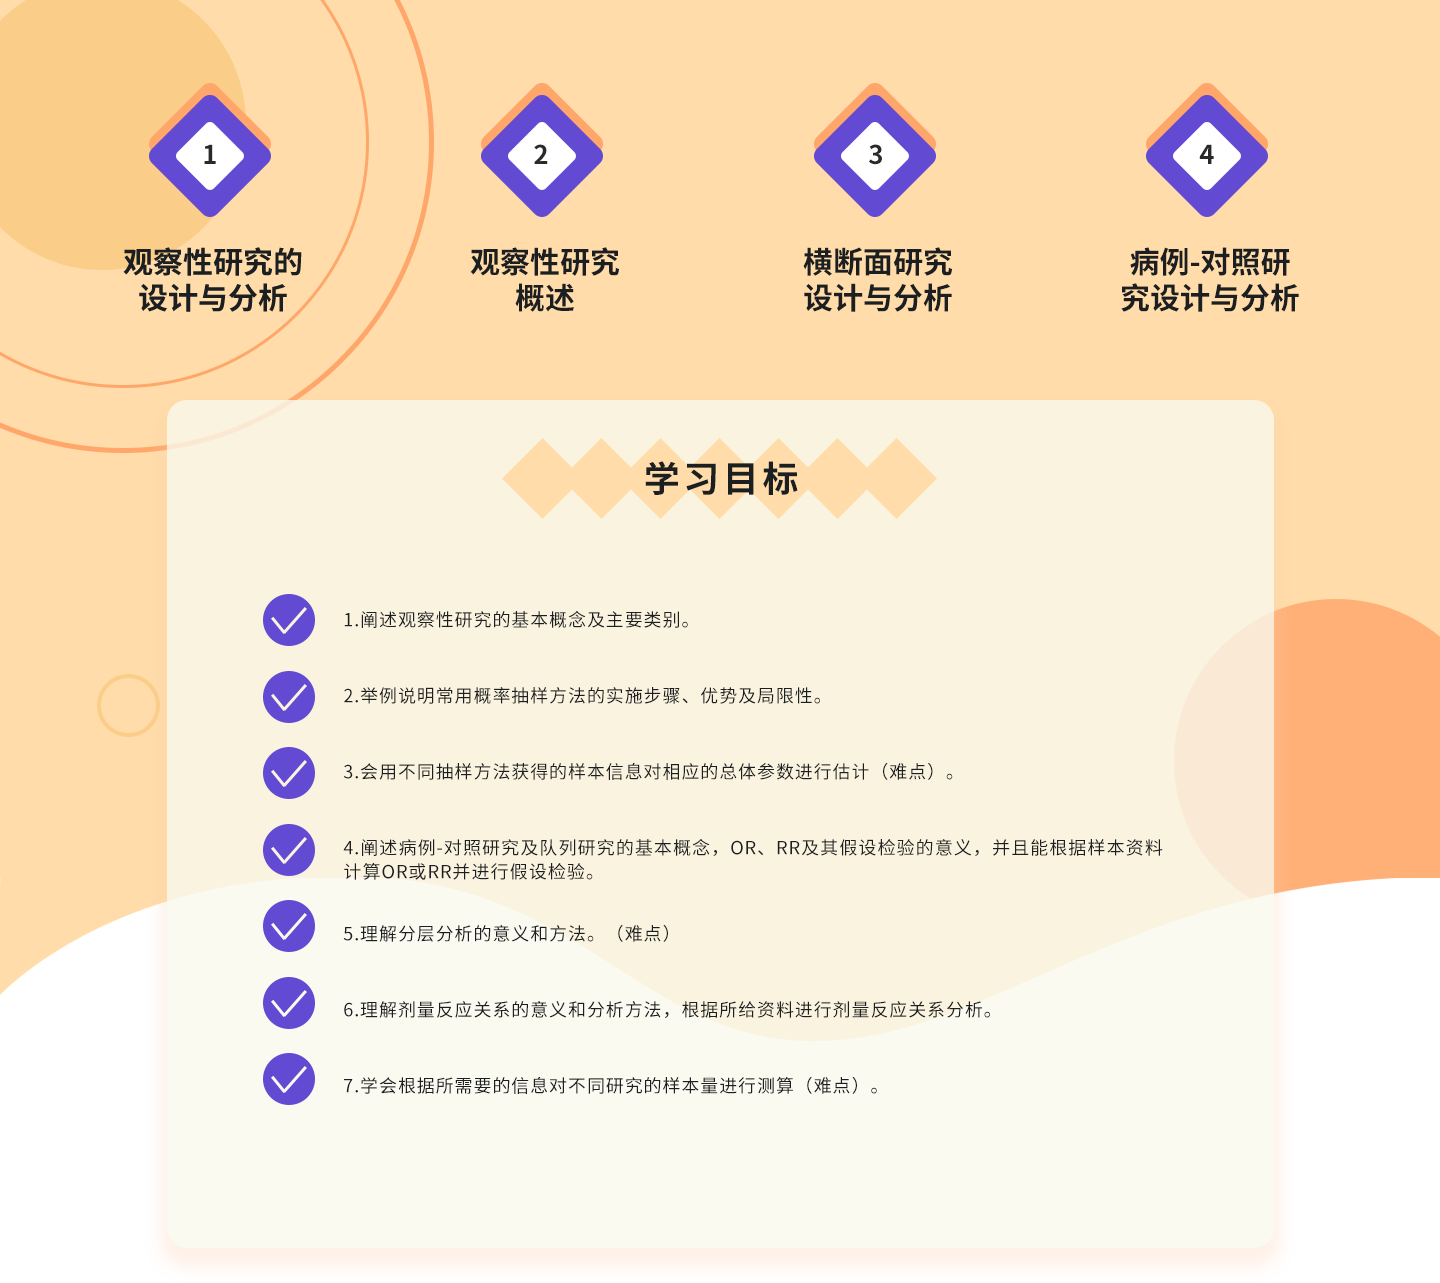 1
2
3
4
观察性研究的
设计与分析
观察性研究
概述
横断面研究
设计与分析
病例-对照研
究设计与分析
学习目标
1.阐述观察性研究的基本概念及主要类别。
2.举例说明常用概率抽样方法的实施步骤、优势及局限性。
3.会用不同抽样方法获得的样本信息对相应的总体参数进行估计（难点）。
4.阐述病例-对照研究及队列研究的基本概念，OR、RR及其假设检验的意义，并且能根据样本资料
计算OR或RR并进行假设检验。
5.理解分层分析的意义和方法。（难点）
6.理解剂量反应关系的意义和分析方法，根据所给资料进行剂量反应关系分析。
7.学会根据所需要的信息对不同研究的样本量进行测算（难点）。